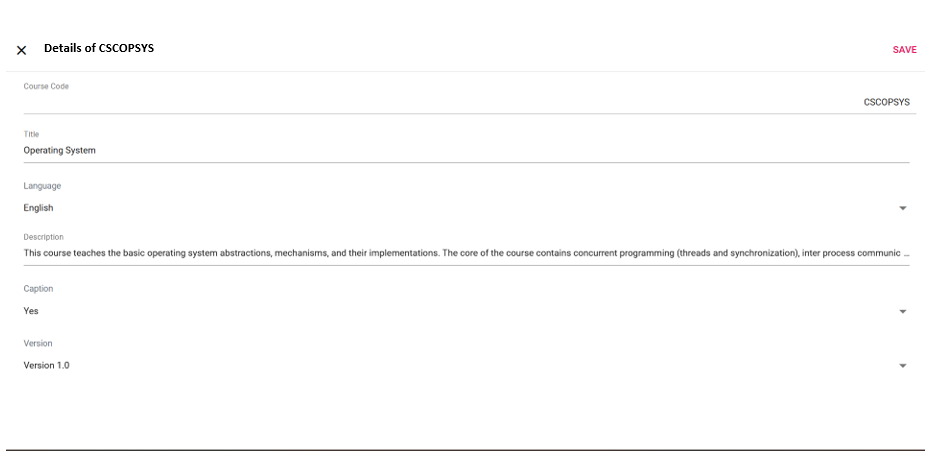 Details of CSCOPSYS
SAVE
Course Code
CSCOPSYS
Title
Operating System
Language
English
Description
This course teaches the basic operating system abstractions, mechanisms, and their implementations. The core of the course contains concurrent programming (threads and synchronization), inter process communic ...
Caption
Yes
Version
Version 1.0